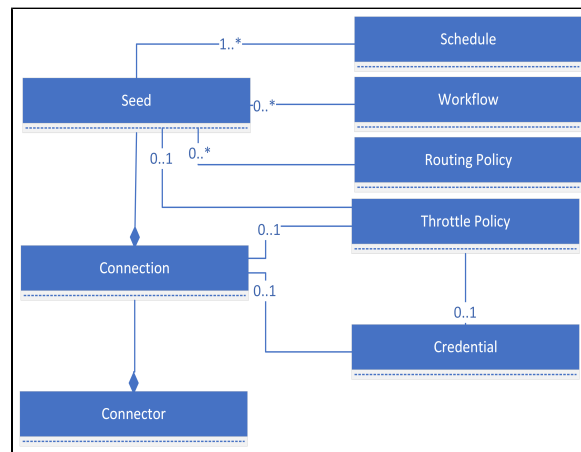 Schedule
1..*
Seed
Workflow
0..*
Routing Policy
0..1
0..*
Throttle Policy
0..1
Connection
0..1
0..1
Credential
Connector